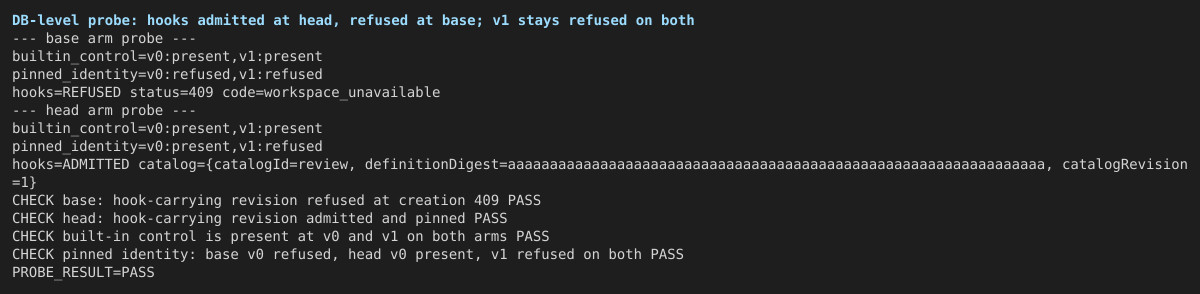 DB-level probe: hooks admitted at head, refused at base; v1 stays refused on both
--- base arm probe ---
builtin_control=v0:present,v1:present
pinned_identity=v0:refused,v1:refused
hooks=REFUSED status=409 code=workspace_unavailable
--- head arm probe ---
builtin_control=v0:present,v1:present
pinned_identity=v0:present,v1:refused
hooks=ADMITTED catalog={catalogId=review, definitionDigest=aaaaaaaaaaaaaaaaaaaaaaaaaaaaaaaaaaaaaaaaaaaaaaaaaaaaaaaaaaaaaaaa, catalogRevision
=1}
CHECK base: hook-carrying revision refused at creation 409 PASS
CHECK head: hook-carrying revision admitted and pinned PASS
CHECK built-in control is present at v0 and v1 on both arms PASS
CHECK pinned identity: base v0 refused, head v0 present, v1 refused on both PASS
PROBE_RESULT=PASS